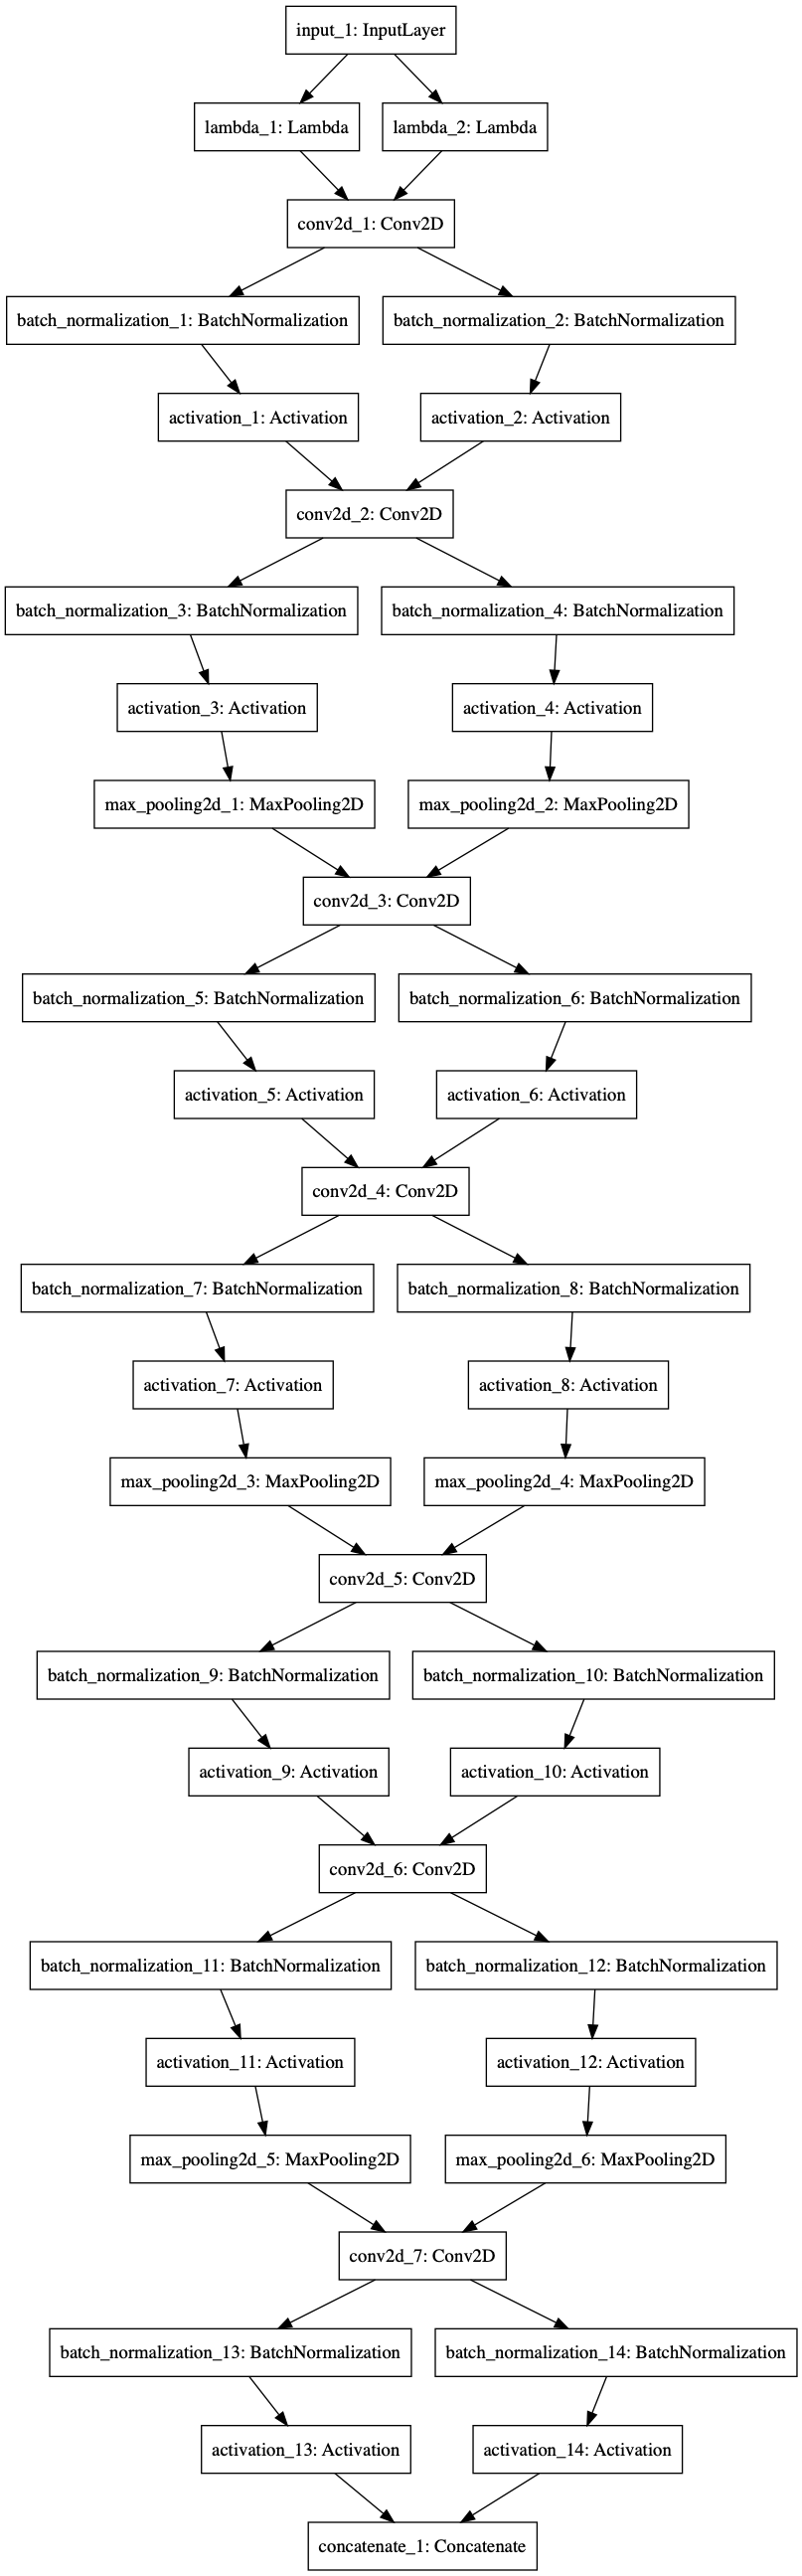 input_1: InputLayer
lambda_1: Lambda
lambda_2: Lambda
conv2d_1: Conv2D
batch_normalization_1: BatchNormalization
batch_normalization_2: BatchNormalization
activation_1: Activation
activation_2: Activation
conv2d_2: Conv2D
batch_normalization_3: BatchNormalization
batch_normalization_4: BatchNormalization
activation_3: Activation
activation_4: Activation
max_pooling2d_1: MaxPooling2D
max_pooling2d_2: MaxPooling2D
conv2d_3: Conv2D
batch_normalization_5: BatchNormalization
batch_normalization_6: BatchNormalization
activation_5: Activation
activation_6: Activation
conv2d_4: Conv2D
batch_normalization_7: BatchNormalization
batch_normalization_8: BatchNormalization
activation_7: Activation
activation_8: Activation
max_pooling2d_3: MaxPooling2D
max_pooling2d_4: MaxPooling2D
conv2d_5: Conv2D
batch_normalization_9: BatchNormalization
batch_normalization_10: BatchNormalization
activation_9: Activation
activation_10: Activation
conv2d_6: Conv2D
batch_normalization_11: BatchNormalization
batch_normalization_12: BatchNormalization
activation_11: Activation
activation_12: Activation
max_pooling2d_5: MaxPooling2D
max_pooling2d_6: MaxPooling2D
conv2d_7: Conv2D
batch_normalization_13: BatchNormalization
batch_normalization_14: BatchNormalization
activation_13: Activation
activation_14: Activation
concatenate_1: Concatenate